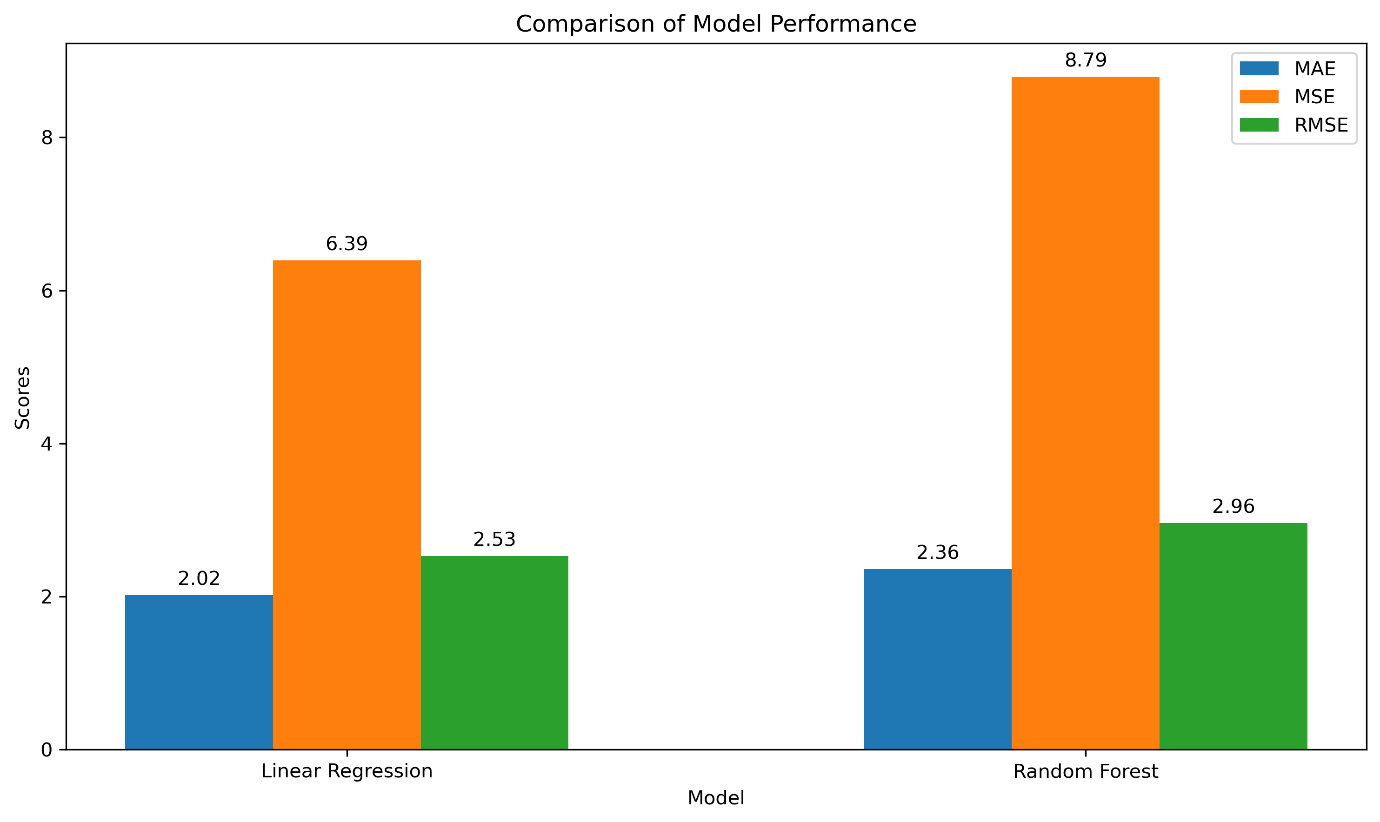 Comparison of Model Performance
8.79
MAE
MSE
RMSE
8
6.39
6
Scores
4
2.96
2.53
2.36
2.02
2
0
Linear Regression
Random Forest
Model